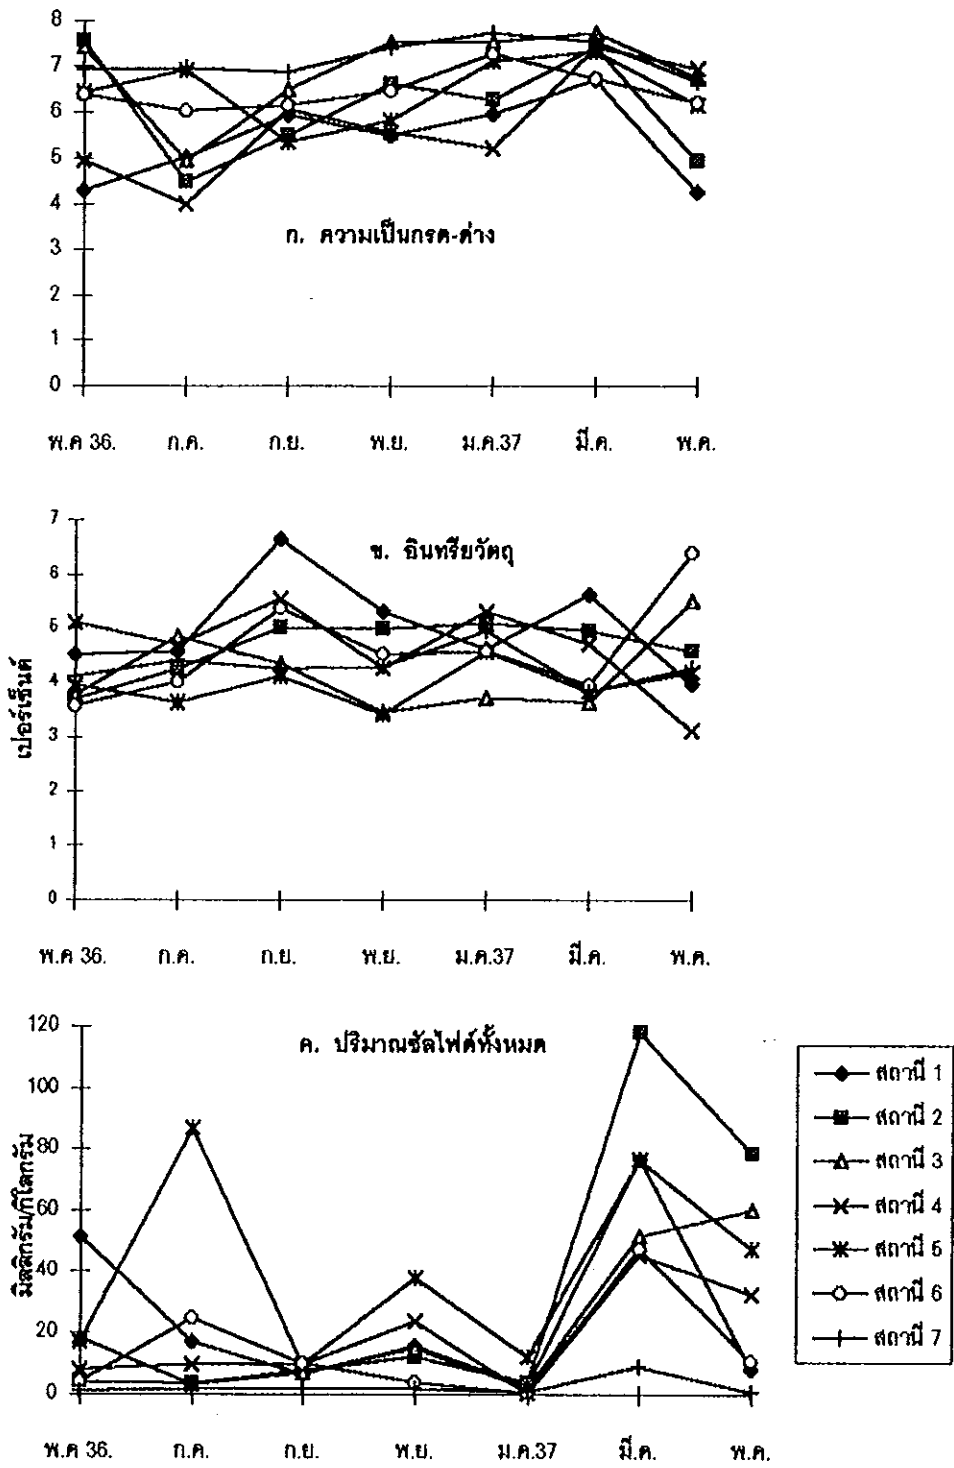 8
7
6
5
4
3
2
1
0
ก. ความเป็นกรด-ด่าง
พ.ค 36. ก.ค. ก.ย. พ.ย. ม.ค.37 มี.ค. พ.ค.
7
6
5
4
3
2
1
0
ข. อินทรียวัตถุ
เปอร์เซ็นต์
พ.ค 36. ก.ค. ก.ย. พ.ย. ม.ค.37 มี.ค. พ.ค.
120
100
80
60
40
20
0
ค. ปริมาณซัลไฟด์ทั้งหมด
มิลลิกรัม/กิโลกรัม
พ.ค 36. ก.ค. ก.ย. พ.ย. ม.ค.37 มี.ค. พ.ค.
สถานี 1
สถานี 2
สถานี 3
สถานี 4
สถานี 5
สถานี 6
สถานี 7